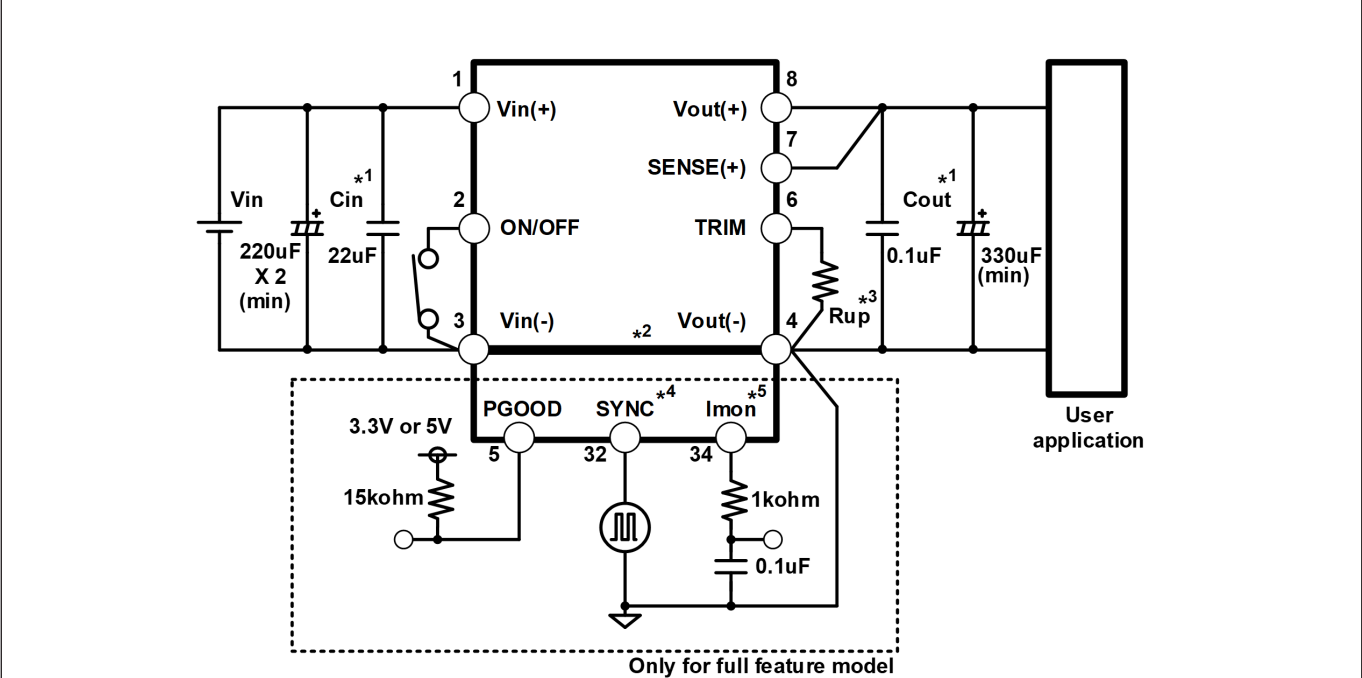 1
8
Vin(+)
Vout(+)
7
SENSE(+)
*1
*1
Vin
Cin
2
6
Cout
ON/OFF
TRIM
220uF
X 2
(min)
22uF
0.1uF
330uF
(min)
*3
Rup
3
Vin(-)
*2
Vout(-)
4
PGOOD
SYNC*4
Imon*5
User
application
3.3V or 5V
5
32
34
15kohm
1kohm
0.1uF
Only for full feature model
+
+